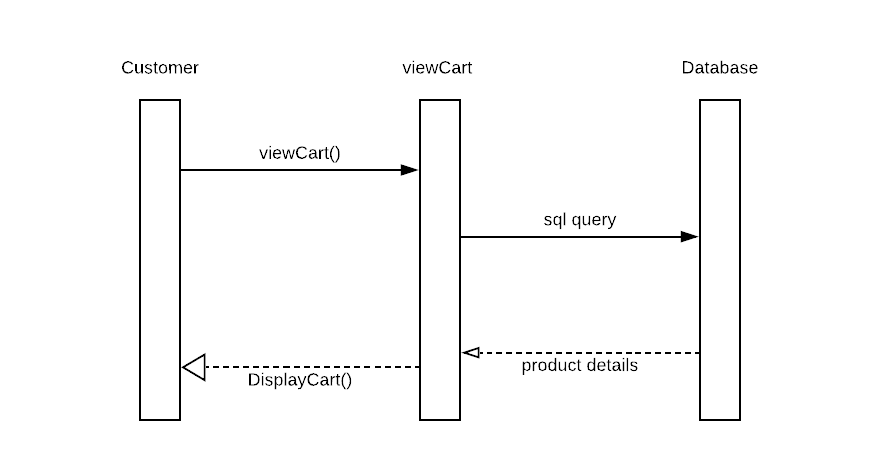 Customer
viewCart
Database
viewCart()
sql query
product details
DisplayCart()